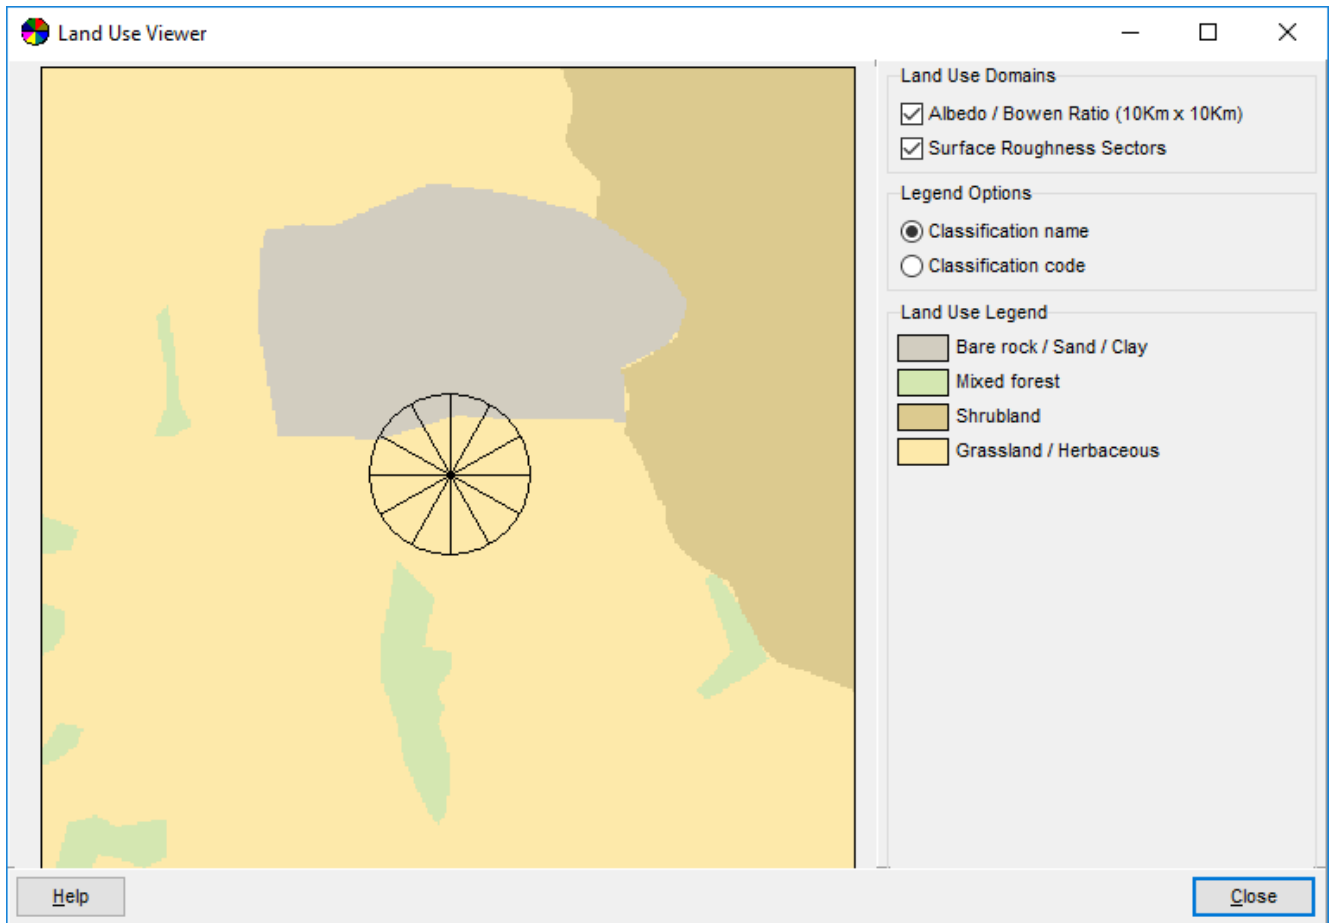 Land Use Viewer
Land Use Domains
Albedo / Bowen Ratio (10Km x 10Km)
Surface Roughness Sectors
Legend Options
Classification name
Classification code
Land Use Legend
Bare rock / Sand / Clay
Mixed forest
Shrubland
Grassland / Herbaceous
Help
Close